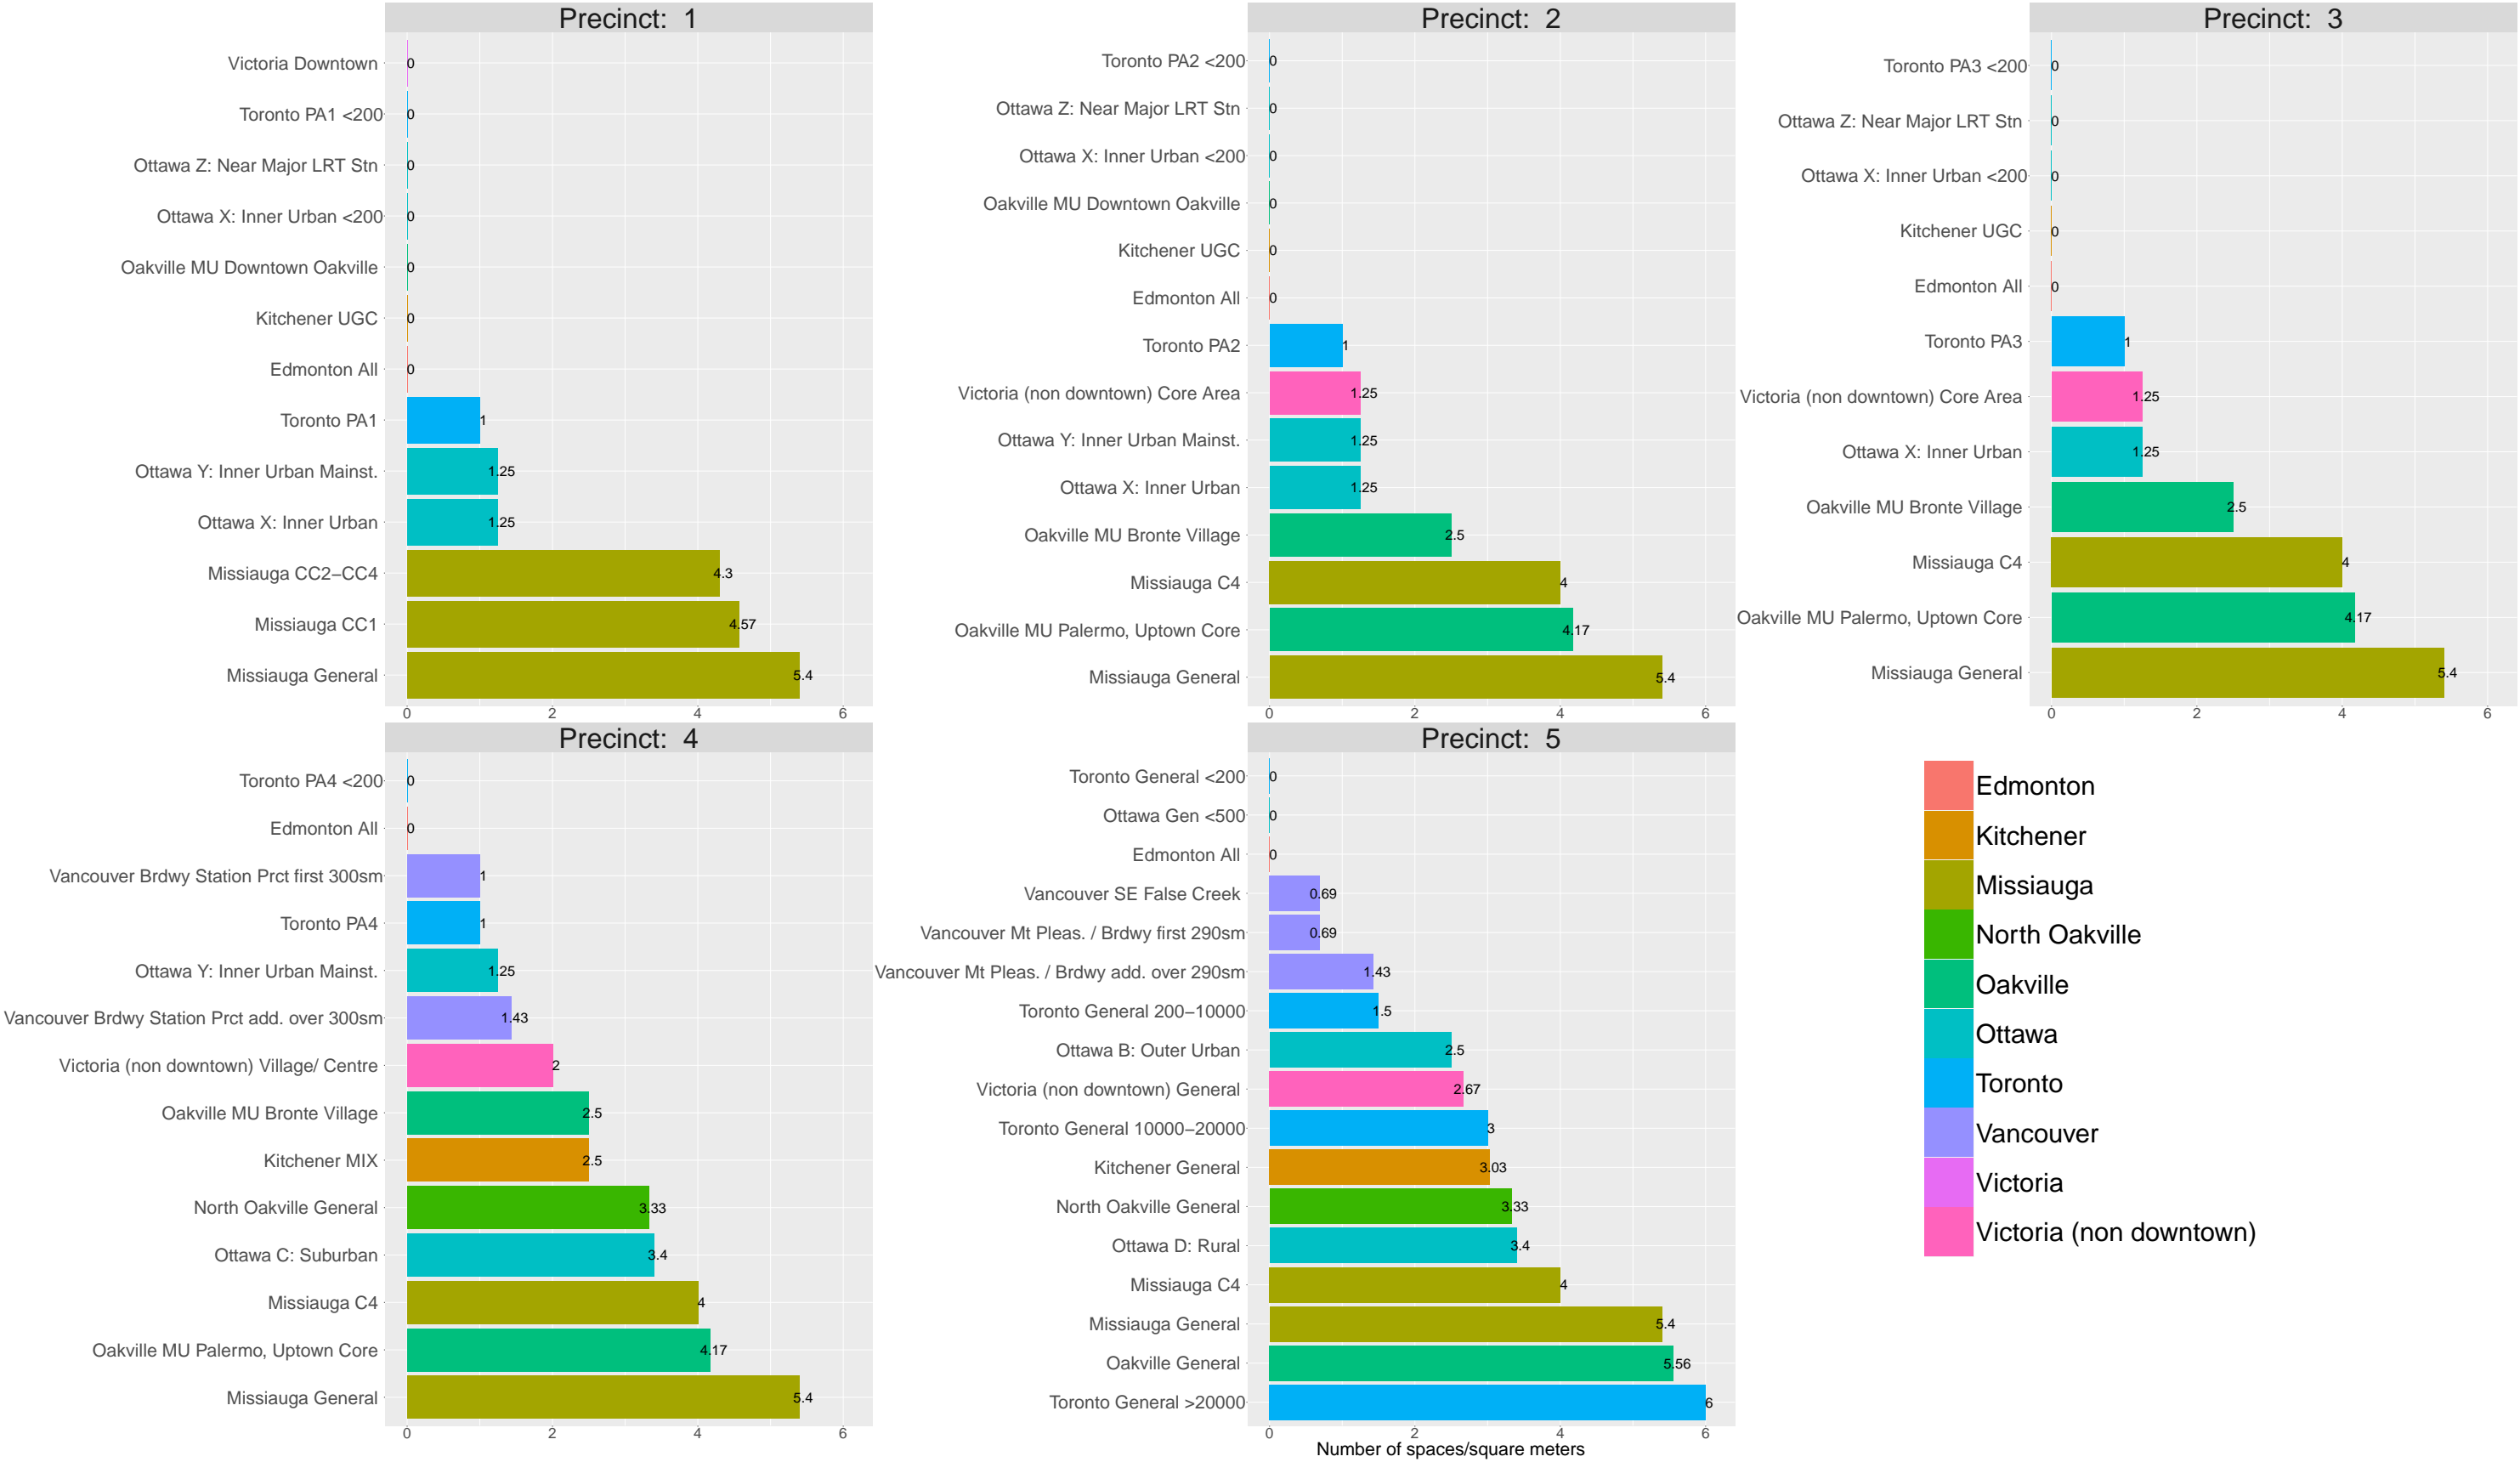 Precinct: 1
Victoria Downtown 0
Toronto PA1 <200 0
Ottawa Z: Near Major LRT Stn 0
Ottawa X: Inner Urban <200 0
Oakville MU Downtown Oakville 0
Kitchener UGC 0
Edmonton All 0
Toronto PA1 1
Ottawa Y: Inner Urban Mainst. 1.25
Ottawa X: Inner Urban 1.25
Missiauga CC2–CC4 4.3
Missiauga CC1 4.57
Missiauga General 5.4
0 2 4 6
Precinct: 2
Toronto PA2 <200 0
Ottawa Z: Near Major LRT Stn 0
Ottawa X: Inner Urban <200 0
Oakville MU Downtown Oakville 0
Kitchener UGC 0
Edmonton All 0
Toronto PA2 1
Victoria (non downtown) Core Area 1.25
Ottawa Y: Inner Urban Mainst. 1.25
Ottawa X: Inner Urban 1.25
Oakville MU Bronte Village 2.5
Missiauga C4 4
Oakville MU Palermo, Uptown Core 4.17
Missiauga General 5.4
0 2 4 6
Precinct: 3
Toronto PA3 <200 0
Ottawa Z: Near Major LRT Stn 0
Ottawa X: Inner Urban <200 0
Kitchener UGC 0
Edmonton All 0
Toronto PA3 1
Victoria (non downtown) Core Area 1.25
Ottawa X: Inner Urban 1.25
Oakville MU Bronte Village 2.5
Missiauga C4 4
Oakville MU Palermo, Uptown Core 4.17
Missiauga General 5.4
0 2 4 6
Precinct: 4
Toronto PA4 <200 0
Edmonton All 0
Vancouver Brdwy Station Prct first 300sm 1
Toronto PA4 1
Ottawa Y: Inner Urban Mainst. 1.25
Vancouver Brdwy Station Prct add. over 300sm 1.43
Victoria (non downtown) Village/ Centre 2
Oakville MU Bronte Village 2.5
Kitchener MIX 2.5
North Oakville General 3.33
Ottawa C: Suburban 3.4
Missiauga C4 4
Oakville MU Palermo, Uptown Core 4.17
Missiauga General 5.4
0 2 4 6
Precinct: 5
Toronto General <200 0
Ottawa Gen <500 0
Edmonton All 0
Vancouver SE False Creek 0.69
Vancouver Mt Pleas. / Brdwy first 290sm 0.69
Vancouver Mt Pleas. / Brdwy add. over 290sm 1.43
Toronto General 200–10000 1.5
Ottawa B: Outer Urban 2.5
Victoria (non downtown) General 2.67
Toronto General 10000–20000 3
Kitchener General 3.03
North Oakville General 3.33
Ottawa D: Rural 3.4
Missiauga C4 4
Missiauga General 5.4
Oakville General 5.56
Toronto General >20000 6
0 2 4 6
Number of spaces/square meters
Edmonton
Kitchener
Missiauga
North Oakville
Oakville
Ottawa
Toronto
Vancouver
Victoria
Victoria (non downtown)